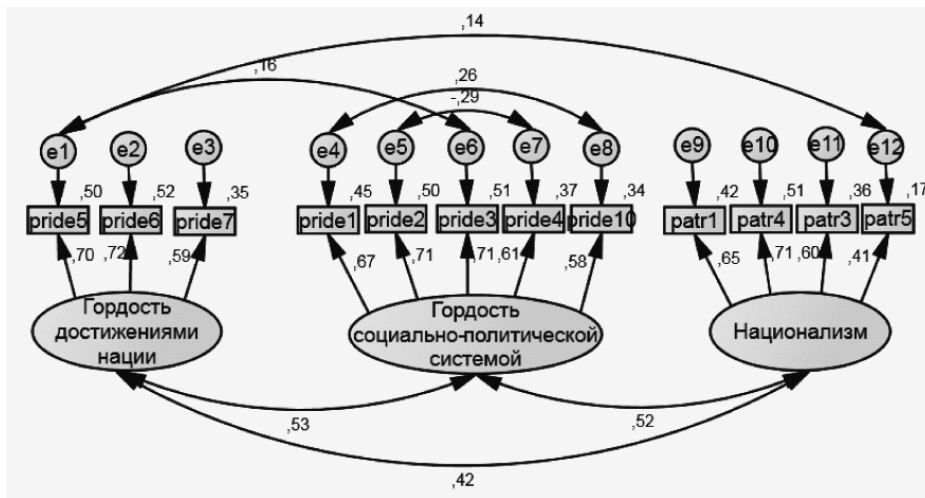 ,14
,16
,26
-,29
e1 e2 e3 e4 e5 e6 e7 e8 e9 e10 e11 e12
,50 ,52 ,35 ,45 ,50 ,51 ,37 ,34 ,42 ,51 ,36 ,17
pride5 pride6 pride7 pride1 pride2 pride3 pride4 pride10 patr1 patr4 patr3 patr5
,70 ,72 ,59 ,67 ,71 ,71 ,61 ,58 ,65 ,71 ,60 ,41
Гордость
достижениями
нации
Гордость
социально-политической
системой
Национализм
,53
,52
,42